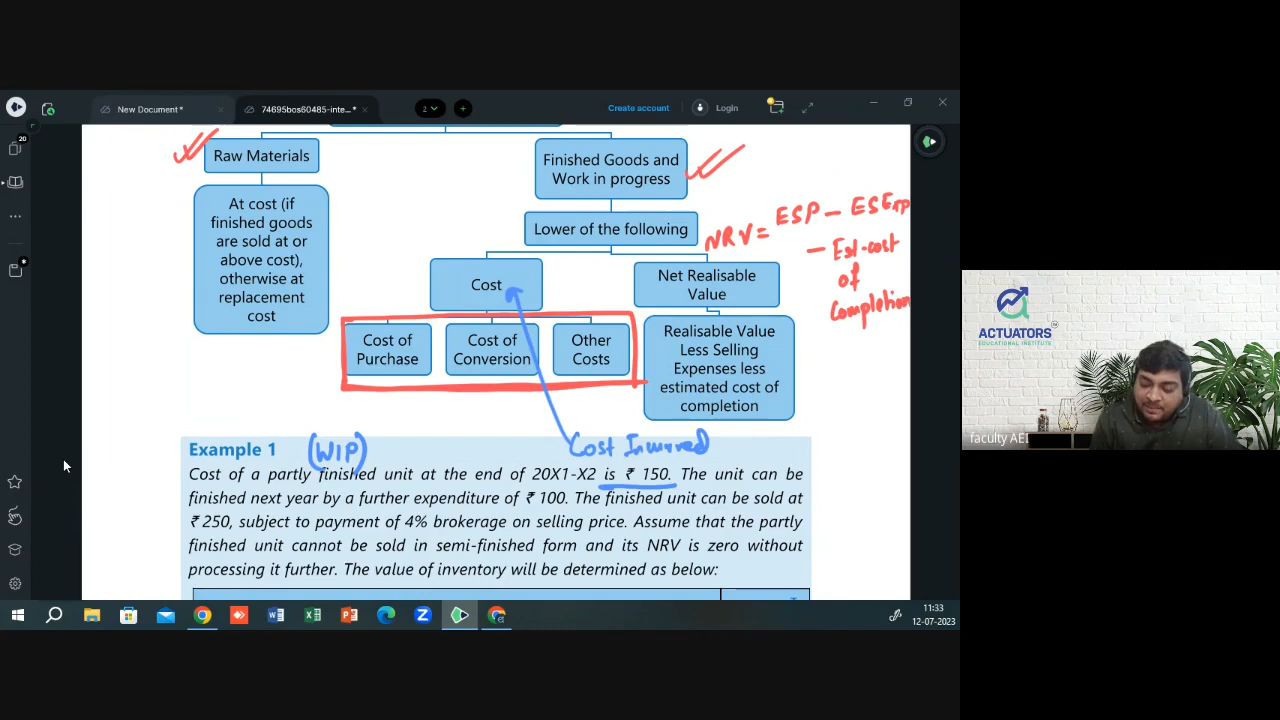 New Document*
74695bos60485-inte...*
2
Create account
Login
20
Raw Materials
Finished Goods and
Work in progress
At cost (if
finished goods
are sold at or
above cost),
otherwise at
replacement
cost
Lower of the following
NRV = ESP - ESExp
- Est. cost
of
Completion
Cost
Net Realisable
Value
Cost of
Purchase
Cost of
Conversion
Other
Costs
Realisable Value
Less Selling
Expenses less
estimated cost of
completion
Example 1
(WIP)
Cost Incurred
Cost of a partly finished unit at the end of 20X1-X2 is ₹ 150. The unit can be
finished next year by a further expenditure of ₹ 100. The finished unit can be sold at
₹ 250, subject to payment of 4% brokerage on selling price. Assume that the partly
finished unit cannot be sold in semi-finished form and its NRV is zero without
processing it further. The value of inventory will be determined as below:
ACTUATORS
EDUCATIONAL INSTITUTE
faculty AEI
11:33
12-07-2023